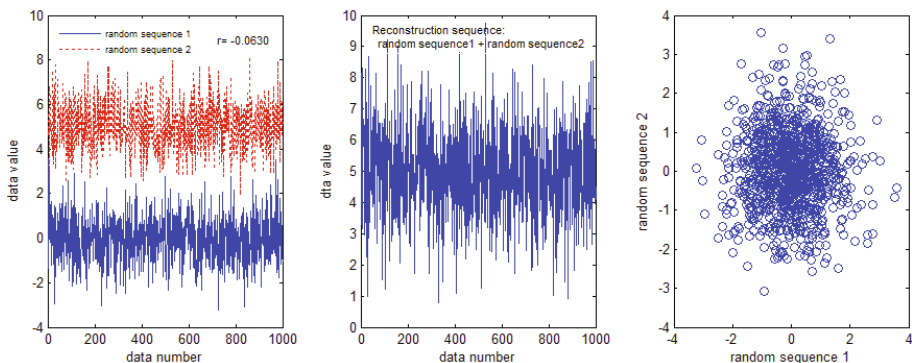 10
8
6
4
2
0
-2
-4
random sequence 1
random sequence 2
r= -0.0630
0 200 400 600 800 1000
data number
data value
10
9
8
7
6
5
4
3
2
1
0
Reconstruction sequence:
random sequence1 + random sequence2
0 200 400 600 800 1000
data number
dta value
4
3
2
1
0
-1
-2
-3
-4
-4 -2 0 2 4
random sequence 1
random sequence 2